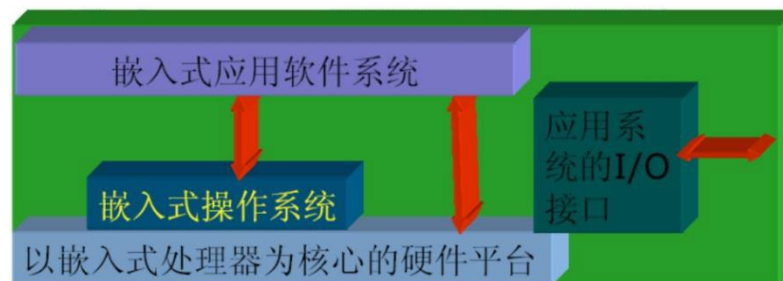 嵌入式应用软件系统
应用系
统的I/O
接口
嵌入式操作系统
以嵌入式处理器为核心的硬件平台